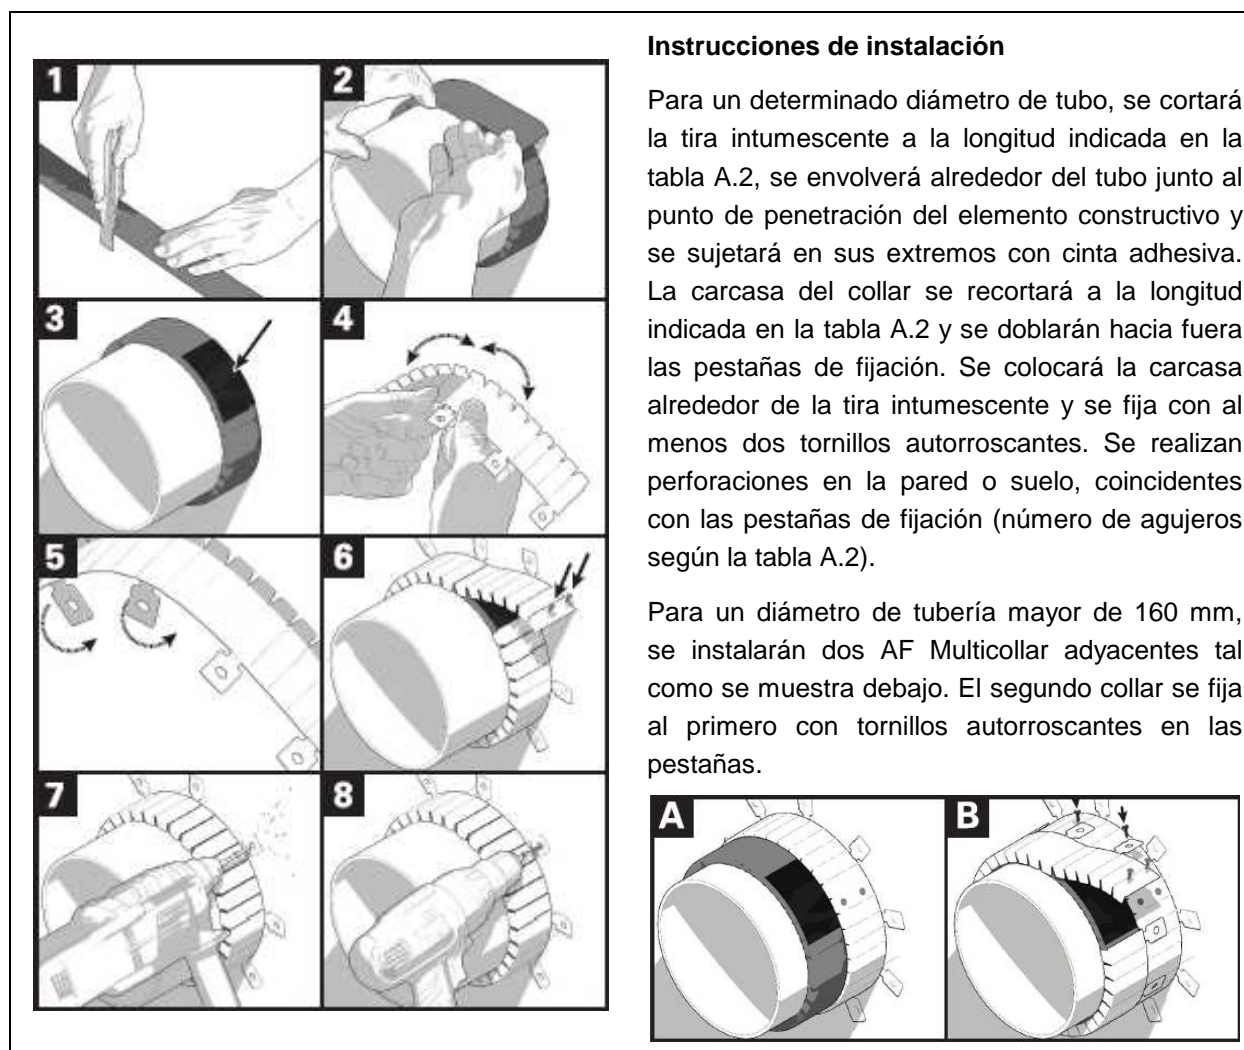 1
2
3
4
5
6
7
8
Instrucciones de instalación
Para un determinado diámetro de tubo, se cortará
la tira intumescente a la longitud indicada en la
tabla A.2, se envolverá alrededor del tubo junto al
punto de penetración del elemento constructivo y
se sujetará en sus extremos con cinta adhesiva.
La carcasa del collar se recortará a la longitud
indicada en la tabla A.2 y se doblarán hacia fuera
las pestañas de fijación. Se colocará la carcasa
alrededor de la tira intumescente y se fija con al
menos dos tornillos autorroscantes. Se realizan
perforaciones en la pared o suelo, coincidentes
con las pestañas de fijación (número de agujeros
según la tabla A.2).
Para un diámetro de tubería mayor de 160 mm,
se instalarán dos AF Multicollar adyacentes tal
como se muestra debajo. El segundo collar se fija
al primero con tornillos autorroscantes en las
pestañas.
A
B